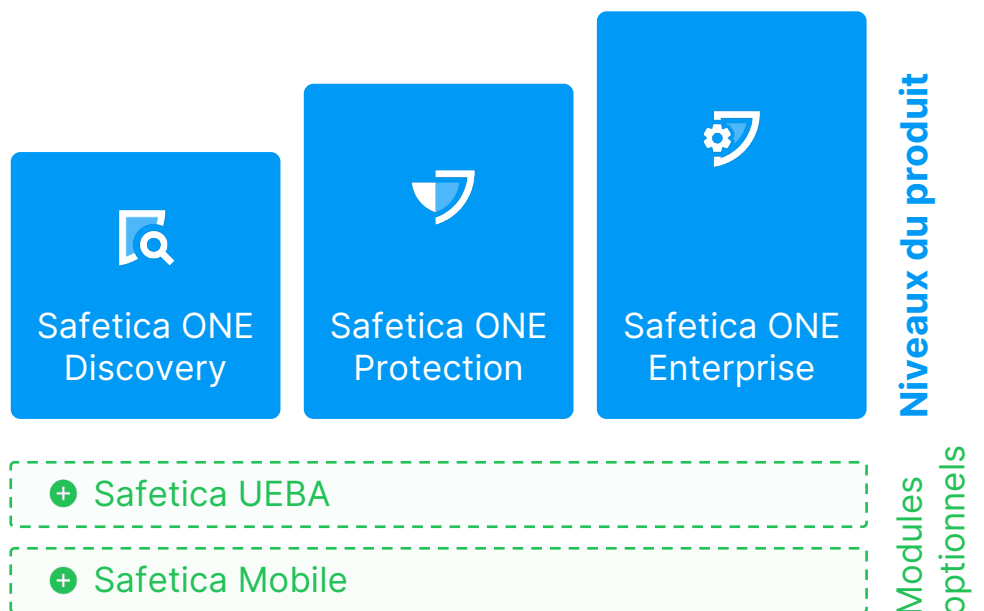 Safetica ONE
Discovery
Safetica ONE
Protection
Safetica ONE
Enterprise
Niveaux du produit
Safetica UEBA
Safetica Mobile
Modules
optionnels